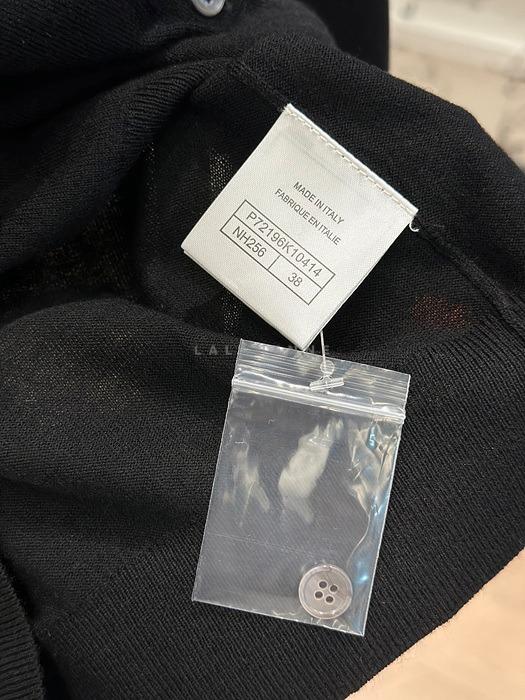 MADE IN ITALY
FABRIQUE EN ITALIE
P72196K10414
NH256
38